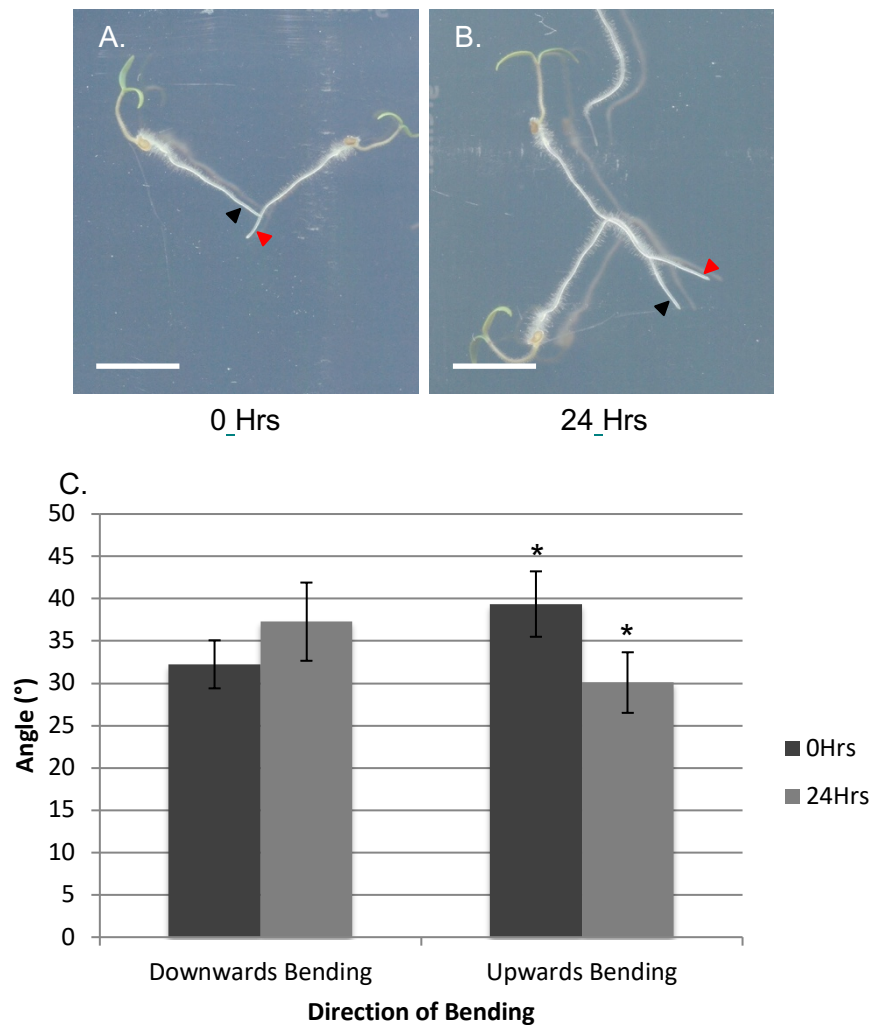 A.
B.
0 Hrs
24 Hrs
C.
50
45
40
35
30
25
20
15
10
5
0
Angle (°)
*
*
0Hrs
24Hrs
Downwards Bending
Upwards Bending
Direction of Bending